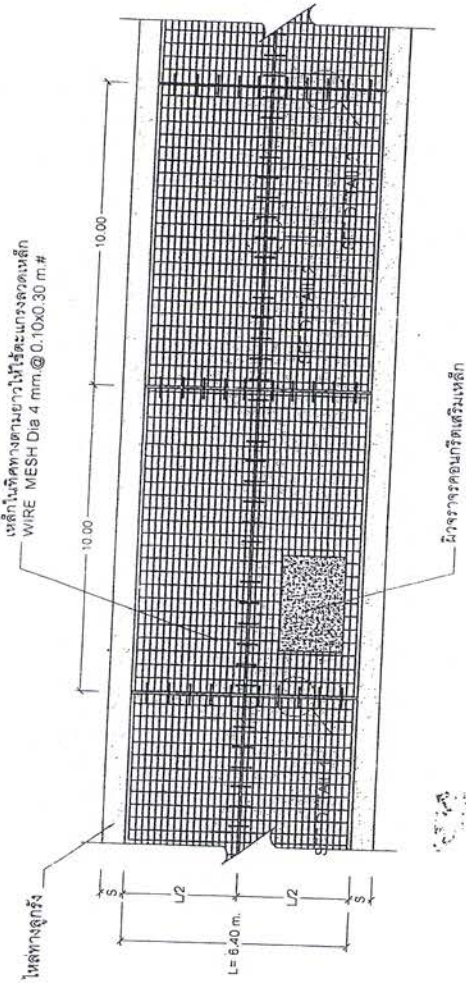 ไหล่ทางลูกรัง
เหล็กในทิศทางตามยาวให้ใช้ตะแกรงลวดเหล็ก
WIRE MESH Dia 4 mm.@ 0.10x0.30 m.#
10.00
10.00
S
L/2
L/2
S
L= 6.40 m.
ผิวจราจรคอนกรีตเสริมเหล็ก